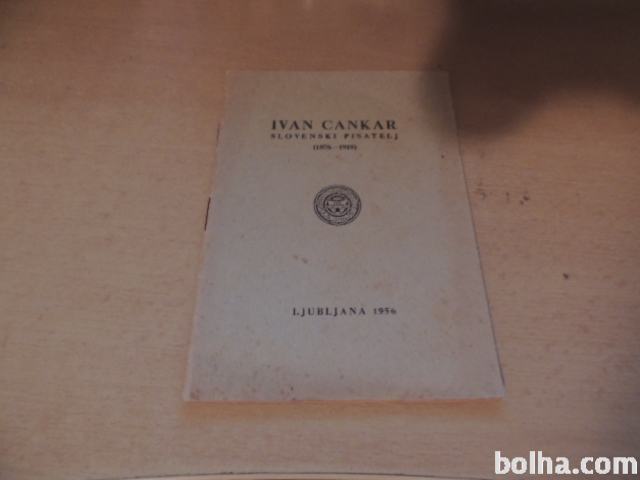 IVAN CANKAR
SLOVENSKI PISATELJ
(1876—1918)
LJUBLJANA 1956
bolha.com